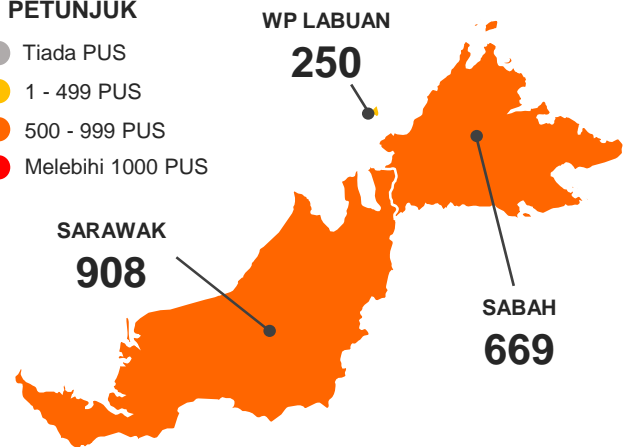 PETUNJUK
Tiada PUS
1 - 499 PUS
500 - 999 PUS
Melebihi 1000 PUS
WP LABUAN
250
SARAWAK
908
SABAH
669